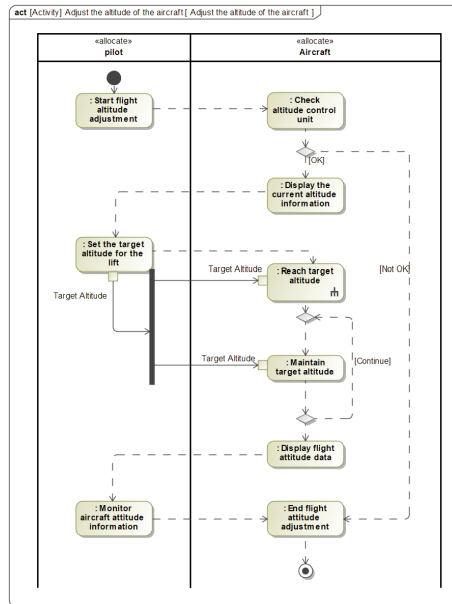 act [Activity] Adjust the altitude of the aircraft [ Adjust the altitude of the aircraft ]
«allocate»
pilot
«allocate»
Aircraft
: Start flight
altitude
adjustment
: Check
altitude control
unit
[OK]
: Display the
current altitude
information
: Set the target
altitude for the
lift
[Not OK]
Target Altitude
: Reach target
altitude
Target Altitude
Target Altitude
[Continue]
: Maintain
target altitude
: Display flight
attitude data
: Monitor
aircraft attitude
information
: End flight
attitude
adjustment